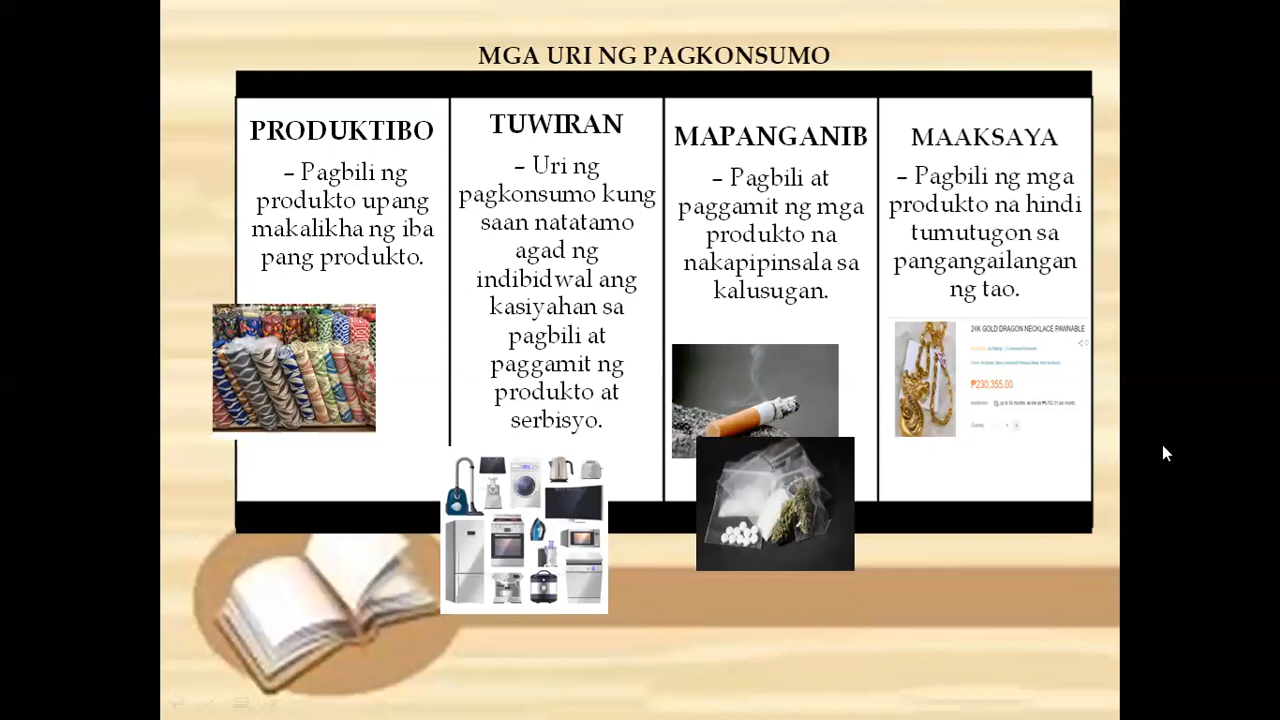 MGA URI NG PAGKONSUMO
PRODUKTIBO
– Pagbili ng
produkto upang
makalikha ng iba
pang produkto.
TUWIRAN
– Uri ng
pagkonsumo kung
saan natatamo
agad ng
indibidwal ang
kasiyahan sa
pagbili at
paggamit ng
produkto at
serbisyo.
MAPANGANIB
– Pagbili at
paggamit ng mga
produkto na
nakapipinsala sa
kalusugan.
MAAKSAYA
– Pagbili ng mga
produkto na hindi
tumutugon sa
pangangailangan
ng tao.
24K GOLD DRAGON NECKLACE PAWNABLE
₱230,355.00
Quantity